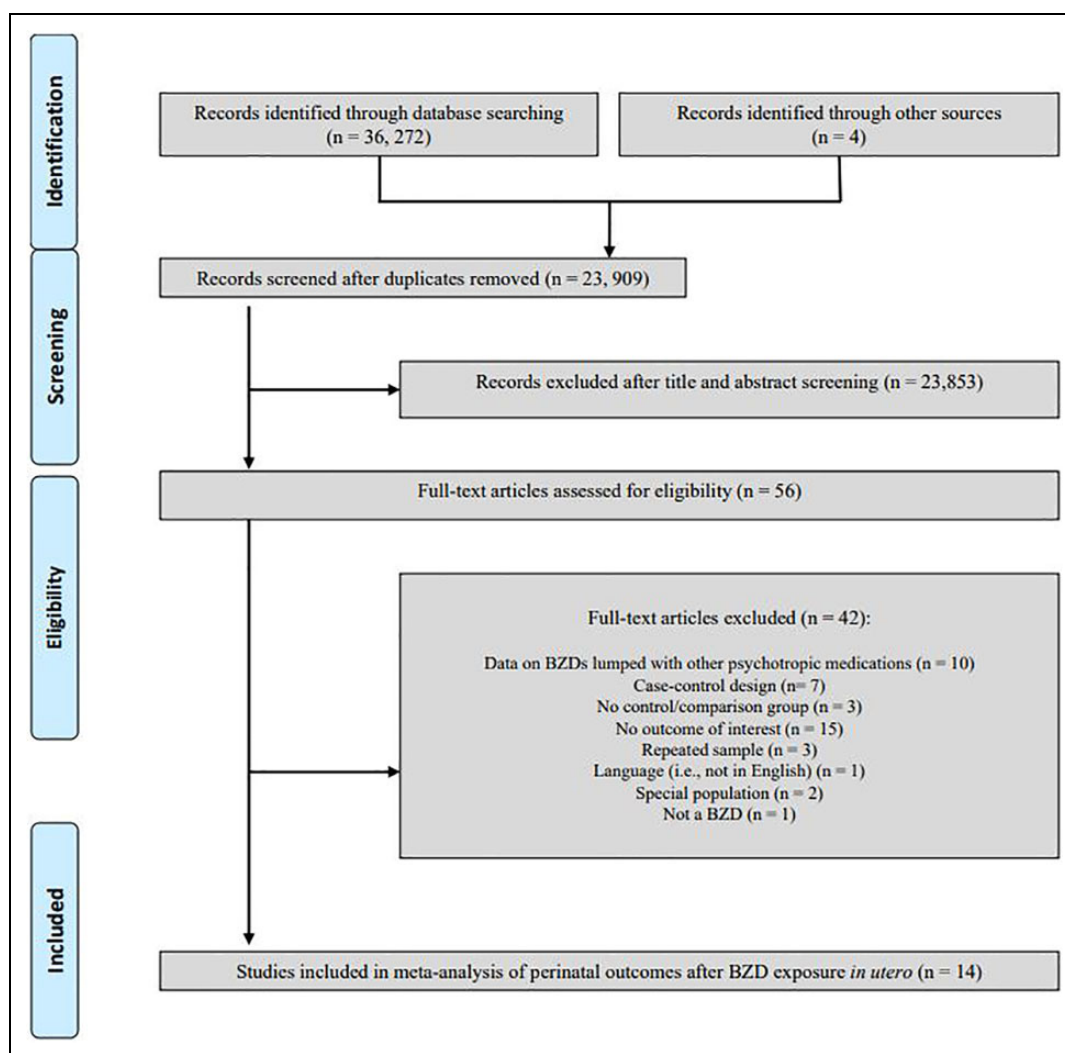 Identification
Records identified through database searching
(n = 36, 272)
Records identified through other sources
(n = 4)
Screening
Records screened after duplicates removed (n = 23, 909)
Records excluded after title and abstract screening (n = 23,853)
Eligibility
Full-text articles assessed for eligibility (n = 56)
Full-text articles excluded (n = 42):
Data on BZDs lumped with other psychotropic medications (n = 10)
Case-control design (n= 7)
No control/comparison group (n = 3)
No outcome of interest (n = 15)
Repeated sample (n = 3)
Language (i.e., not in English) (n = 1)
Special population (n = 2)
Not a BZD (n = 1)
Included
Studies included in meta-analysis of perinatal outcomes after BZD exposure in utero (n = 14)